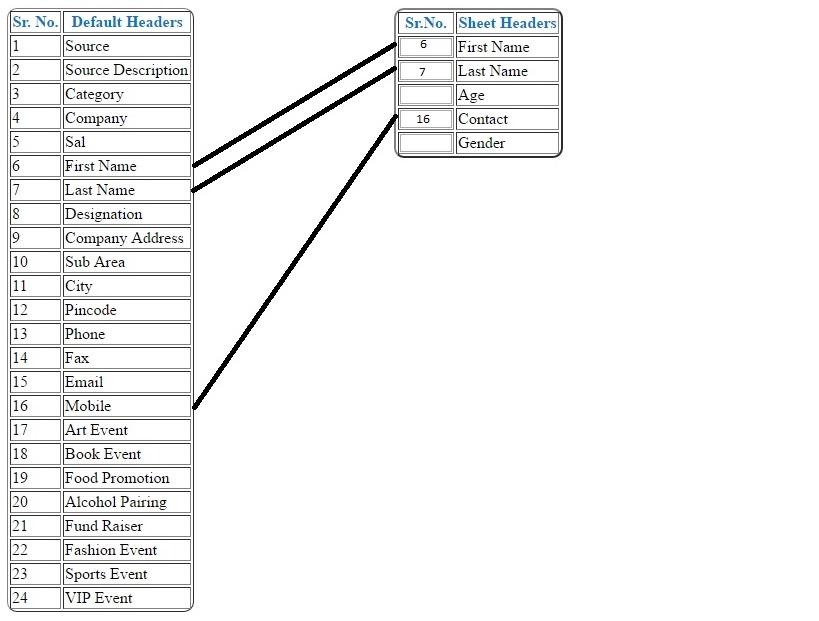 Sr. No. Default Headers
1 Source
2 Source Description
3 Category
4 Company
5 Sal
6 First Name
7 Last Name
8 Designation
9 Company Address
10 Sub Area
11 City
12 Pincode
13 Phone
14 Fax
15 Email
16 Mobile
17 Art Event
18 Book Event
19 Food Promotion
20 Alcohol Pairing
21 Fund Raiser
22 Fashion Event
23 Sports Event
24 VIP Event
Sr.No. Sheet Headers
6 First Name
7 Last Name
Age
16 Contact
Gender